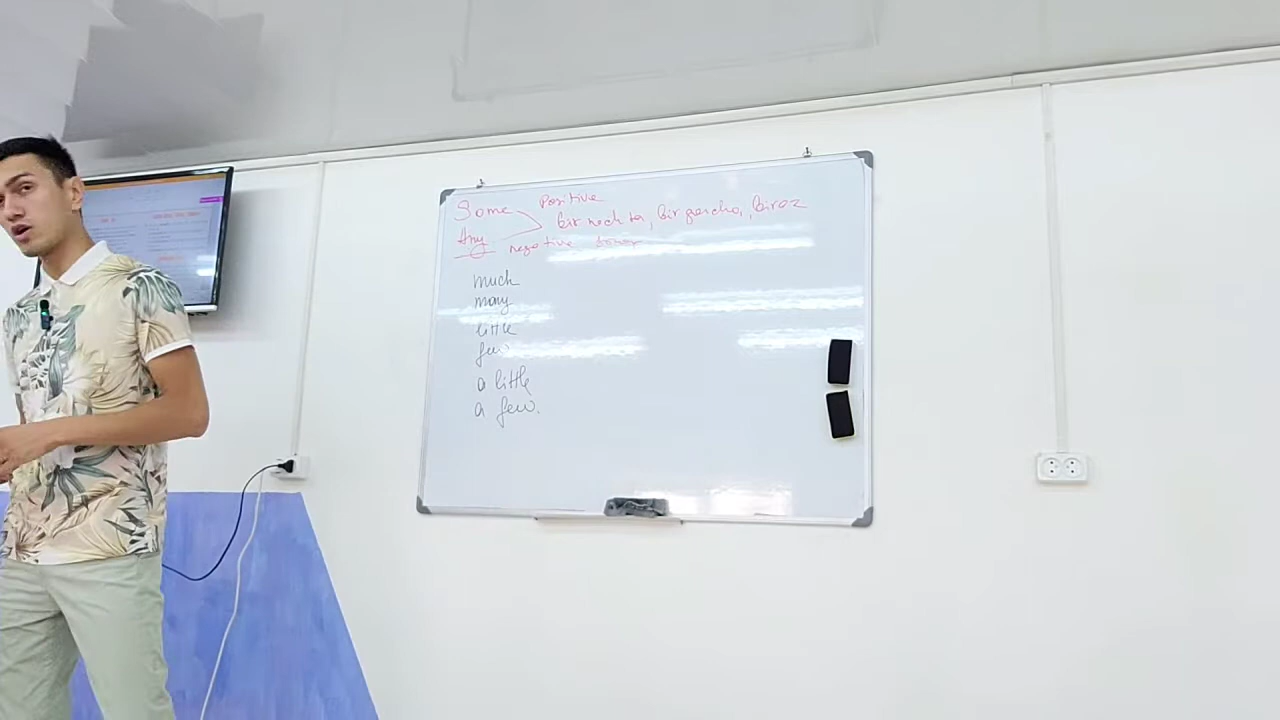 Some Positive
bir nechta, bir qancha, biroz
Any negative
much
many
little
few
a little
a few.